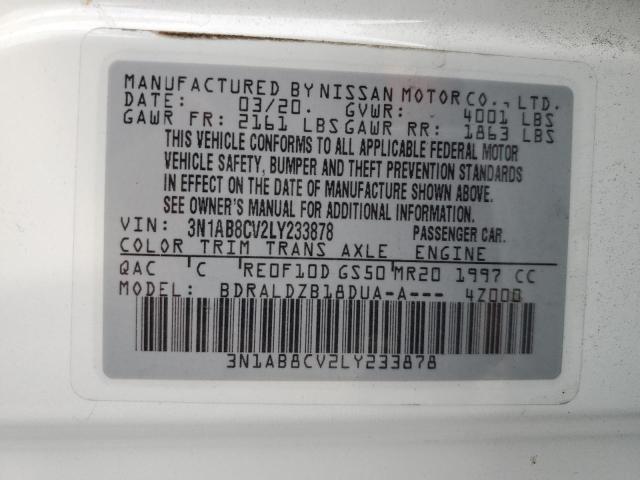 MANUFACTURED BY NISSAN MOTOR CO., LTD.
DATE: 03/20. GVWR: 4001 LBS
GAWR FR: 2161 LBS GAWR RR: 1863 LBS
THIS VEHICLE CONFORMS TO ALL APPLICABLE FEDERAL MOTOR
VEHICLE SAFETY, BUMPER AND THEFT PREVENTION STANDARDS
IN EFFECT ON THE DATE OF MANUFACTURE SHOWN ABOVE.
SEE OWNER'S MANUAL FOR ADDITIONAL INFORMATION.
VIN: 3N1AB8CV2LY233878 PASSENGER CAR.
COLOR TRIM TRANS AXLE ENGINE
QAC C RE0F10D GS50 MR20 1997 CC
MODEL: BDRALDZB18DUA-A--- 4Z000
3N1AB8CV2LY233878